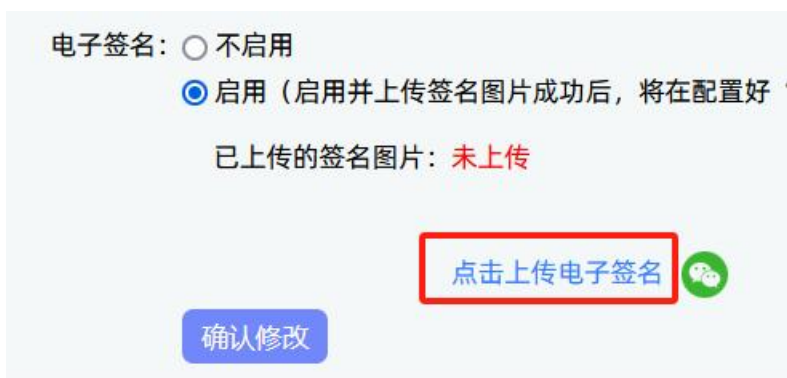 电子签名：不启用
启用（启用并上传签名图片成功后，将在配置好
已上传的签名图片：未上传
点击上传电子签名
确认修改